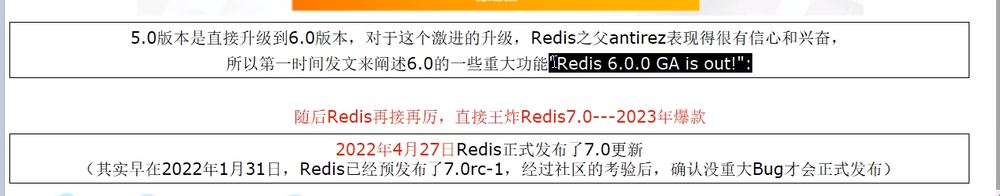 5.0版本是直接升级到6.0版本，对于这个激进的升级，Redis之父antirez表现得很有信心和兴奋，
所以第一时间发文来阐述6.0的一些重大功能"Redis 6.0.0 GA is out!":
随后Redis再接再厉，直接王炸Redis7.0---2023年爆款
2022年4月27日Redis正式发布了7.0更新
（其实早在2022年1月31日，Redis已经预发布了7.0rc-1，经过社区的考验后，确认没重大Bug才会正式发布）